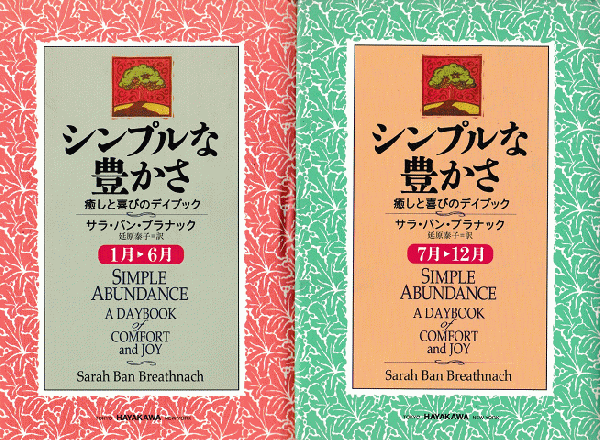 シンプルな
豊かさ
癒しと喜びのデイブック
サラ・バン・ブラナック
延原泰子=訳
1月▶6月
SIMPLE
ABUNDANCE
A DAYBOOK
of
COMFORT
and JOY
Sarah Ban Breathnach
TOKYO HAYAKAWA
シンプルな
豊かさ
癒しと喜びのデイブック
サラ・バン・ブラナック
延原泰子=訳
7月▶12月
SIMPLE
ABUNDANCE
A DAYBOOK
of
COMFORT
and JOY
Sarah Ban Breathnach
TOKYO HAYAKAWA